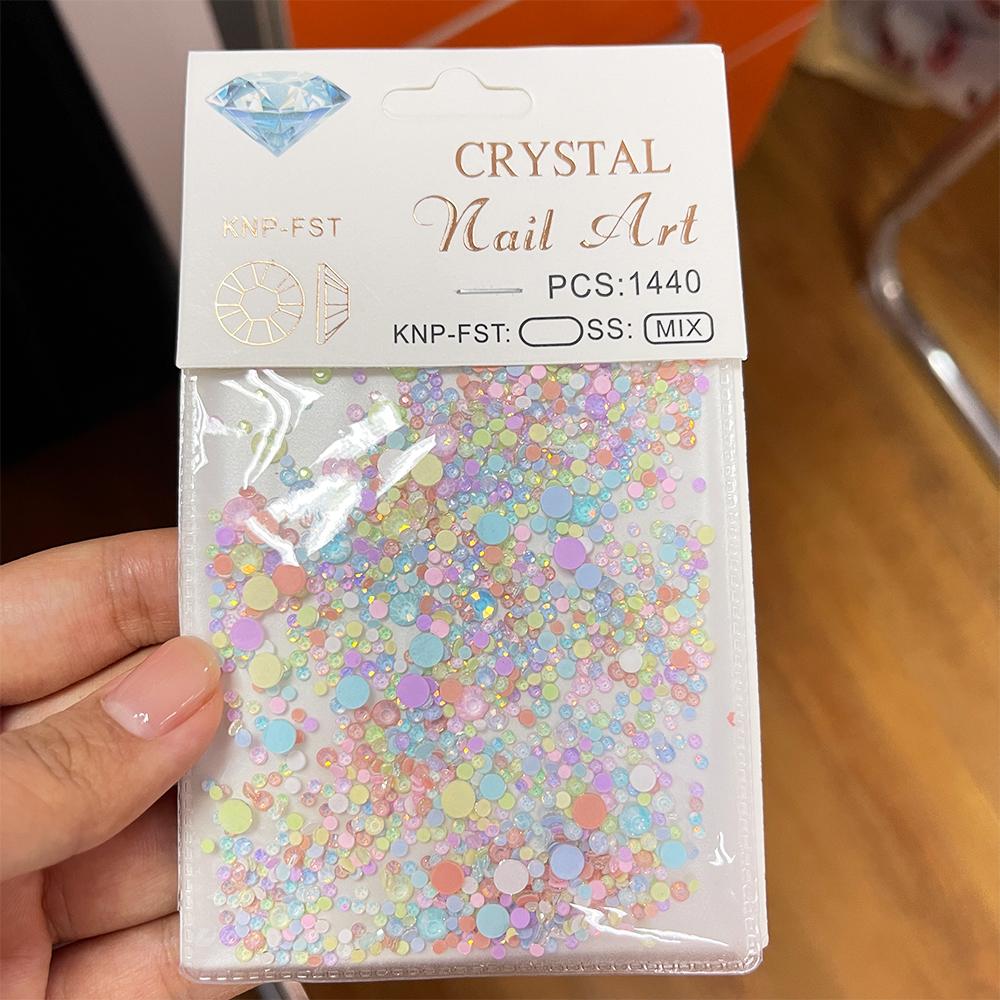 CRYSTAL
Nail Art
KNP-FST
PCS:1440
KNP-FST: SS: MIX